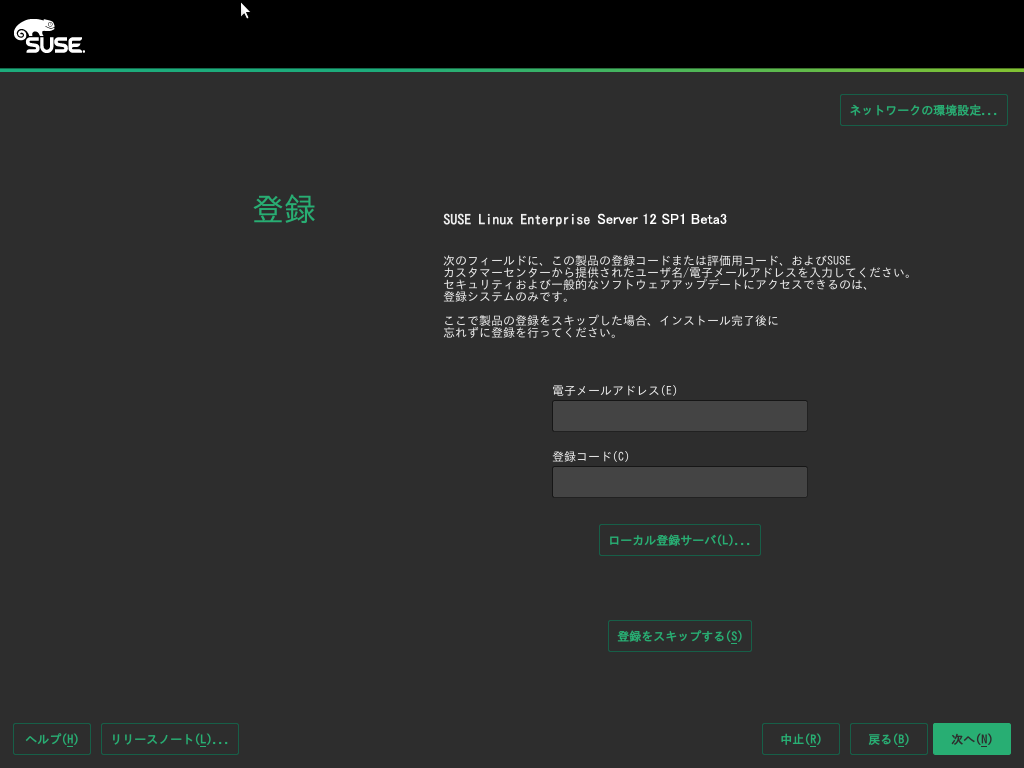 SUSE
ネットワークの環境設定...
登録
SUSE Linux Enterprise Server 12 SP1 Beta3
次のフィールドに、この製品の登録コードまたは評価用コード、およびSUSE
カスタマーセンターから提供されたユーザ名/電子メールアドレスを入力してください。
セキュリティおよび一般的なソフトウェアアップデートにアクセスできるのは、
登録システムのみです。
ここで製品の登録をスキップした場合、インストール完了後に
忘れずに登録を行ってください。
電子メールアドレス(E)
登録コード(C)
ローカル登録サーバ(L)...
登録をスキップする(S)
ヘルプ(H)
リリースノート(L)...
中止(R)
戻る(B)
次へ(N)